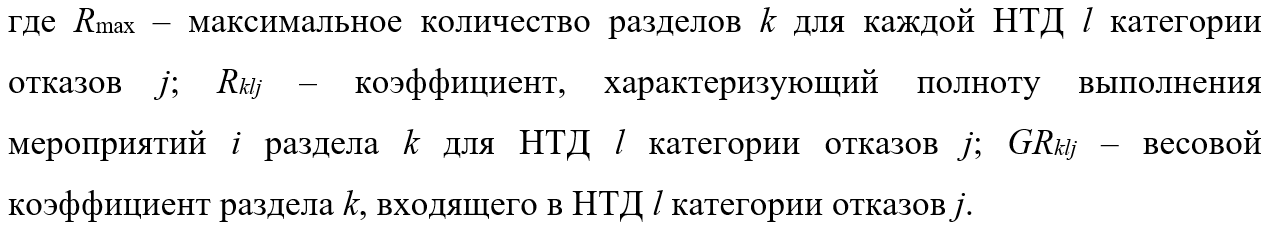 где Rmax – максимальное количество разделов k для каждой НТД l категории
отказов j; Rklj – коэффициент, характеризующий полноту выполнения
мероприятий i раздела k для НТД l категории отказов j; GRklj – весовой
коэффициент раздела k, входящего в НТД l категории отказов j.